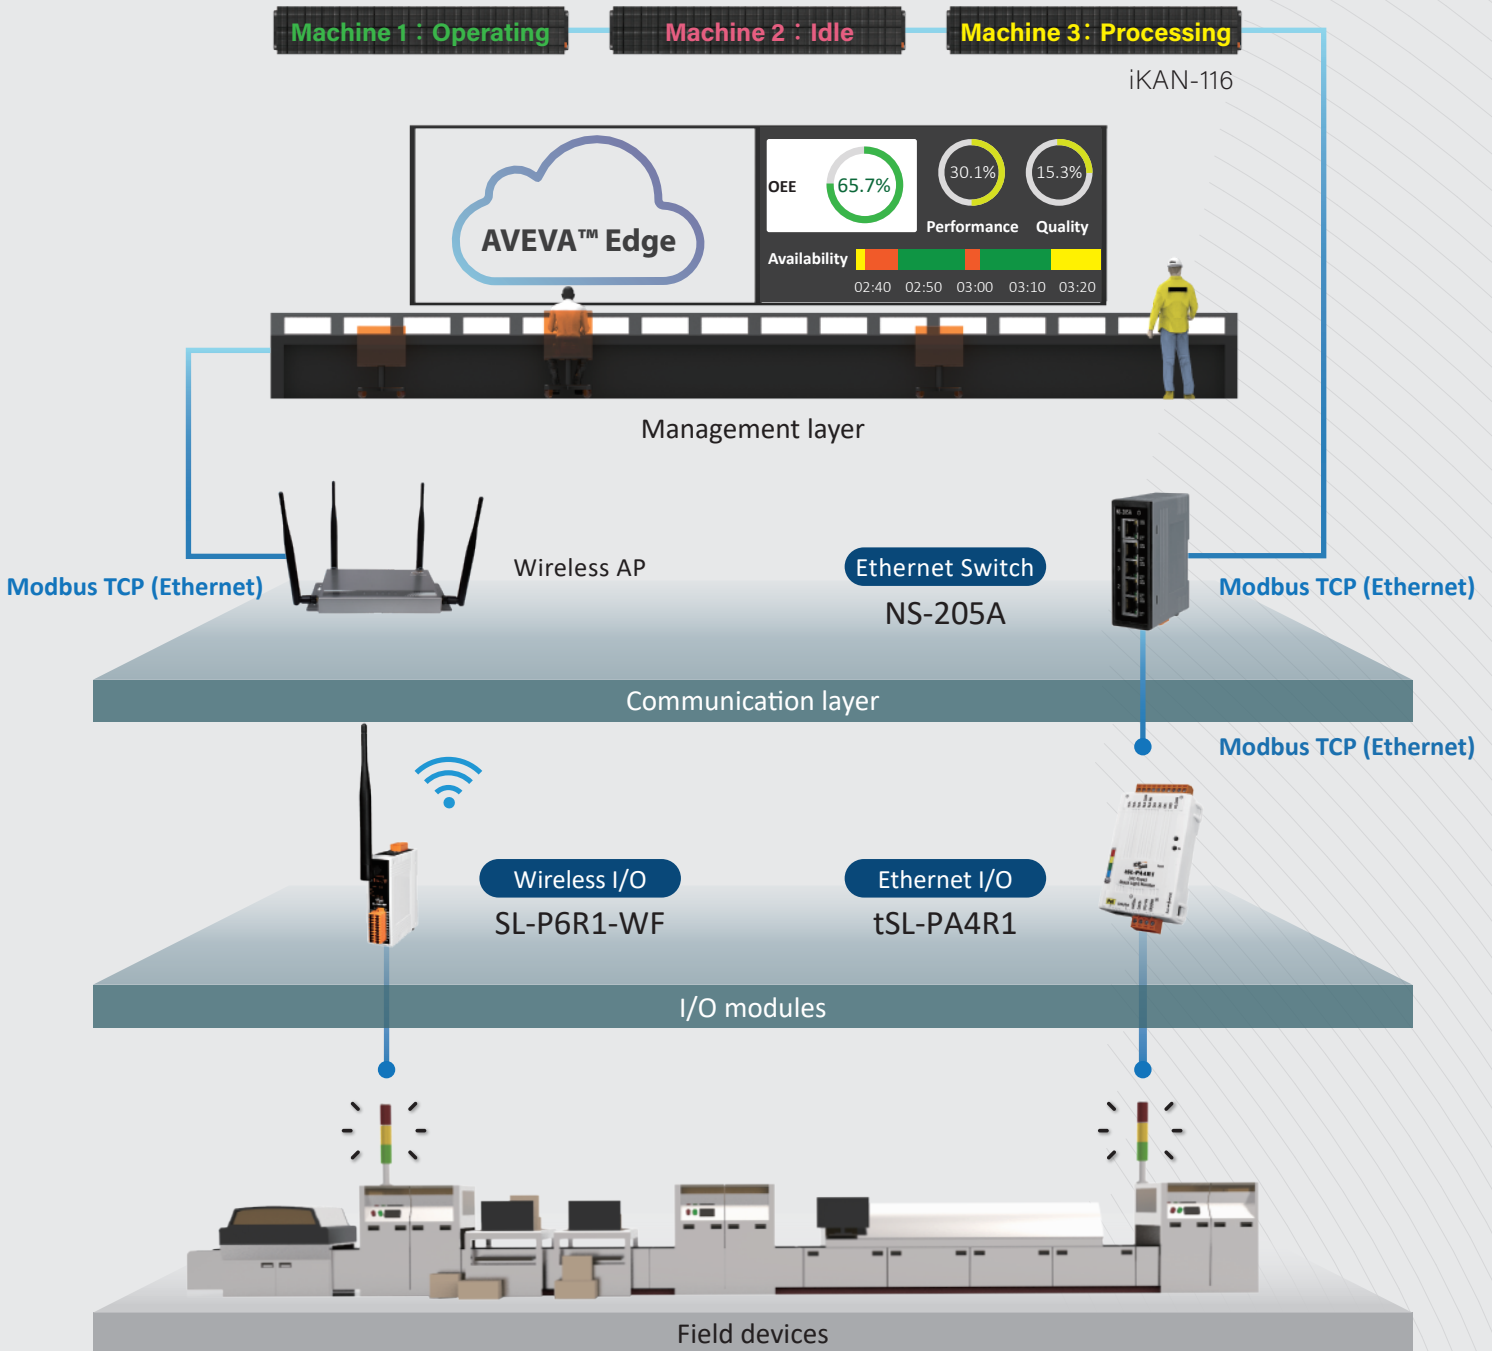 Machine 1：Operating
Machine 2：Idle
Machine 3：Processing
iKAN-116
AVEVA™ Edge
OEE
65.7%
30.1%
15.3%
Performance
Quality
Availability
02:40 02:50 03:00 03:10 03:20
Management layer
Modbus TCP (Ethernet)
Wireless AP
Ethernet Switch
NS-205A
NS-205A
Modbus TCP (Ethernet)
Communication layer
Modbus TCP (Ethernet)
Wireless I/O
SL-P6R1-WF
Ethernet I/O
tSL-PA4R1
I/O modules
Field devices